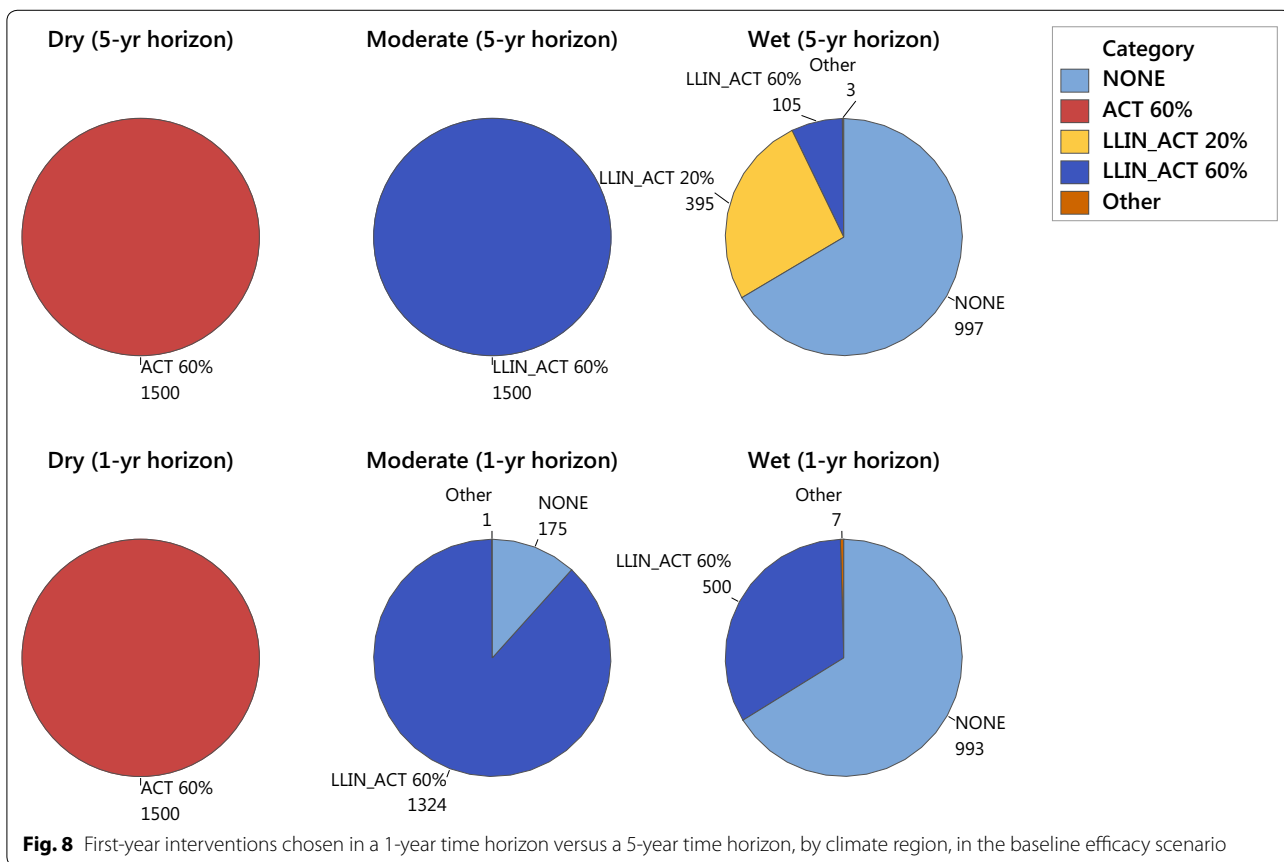 Dry (5-yr horizon)
Moderate (5-yr horizon)
Wet (5-yr horizon)
ACT 60%
1500
LLIN_ACT 60%
1500
Other
3
LLIN_ACT 60%
105
LLIN_ACT 20%
395
NONE
997
Category
NONE
ACT 60%
LLIN_ACT 20%
LLIN_ACT 60%
Other
Dry (1-yr horizon)
Moderate (1-yr horizon)
Wet (1-yr horizon)
ACT 60%
1500
Other
1
NONE
175
LLIN_ACT 60%
1324
Other
7
LLIN_ACT 60%
500
NONE
993
Fig. 8 First-year interventions chosen in a 1-year time horizon versus a 5-year time horizon, by climate region, in the baseline efficacy scenario